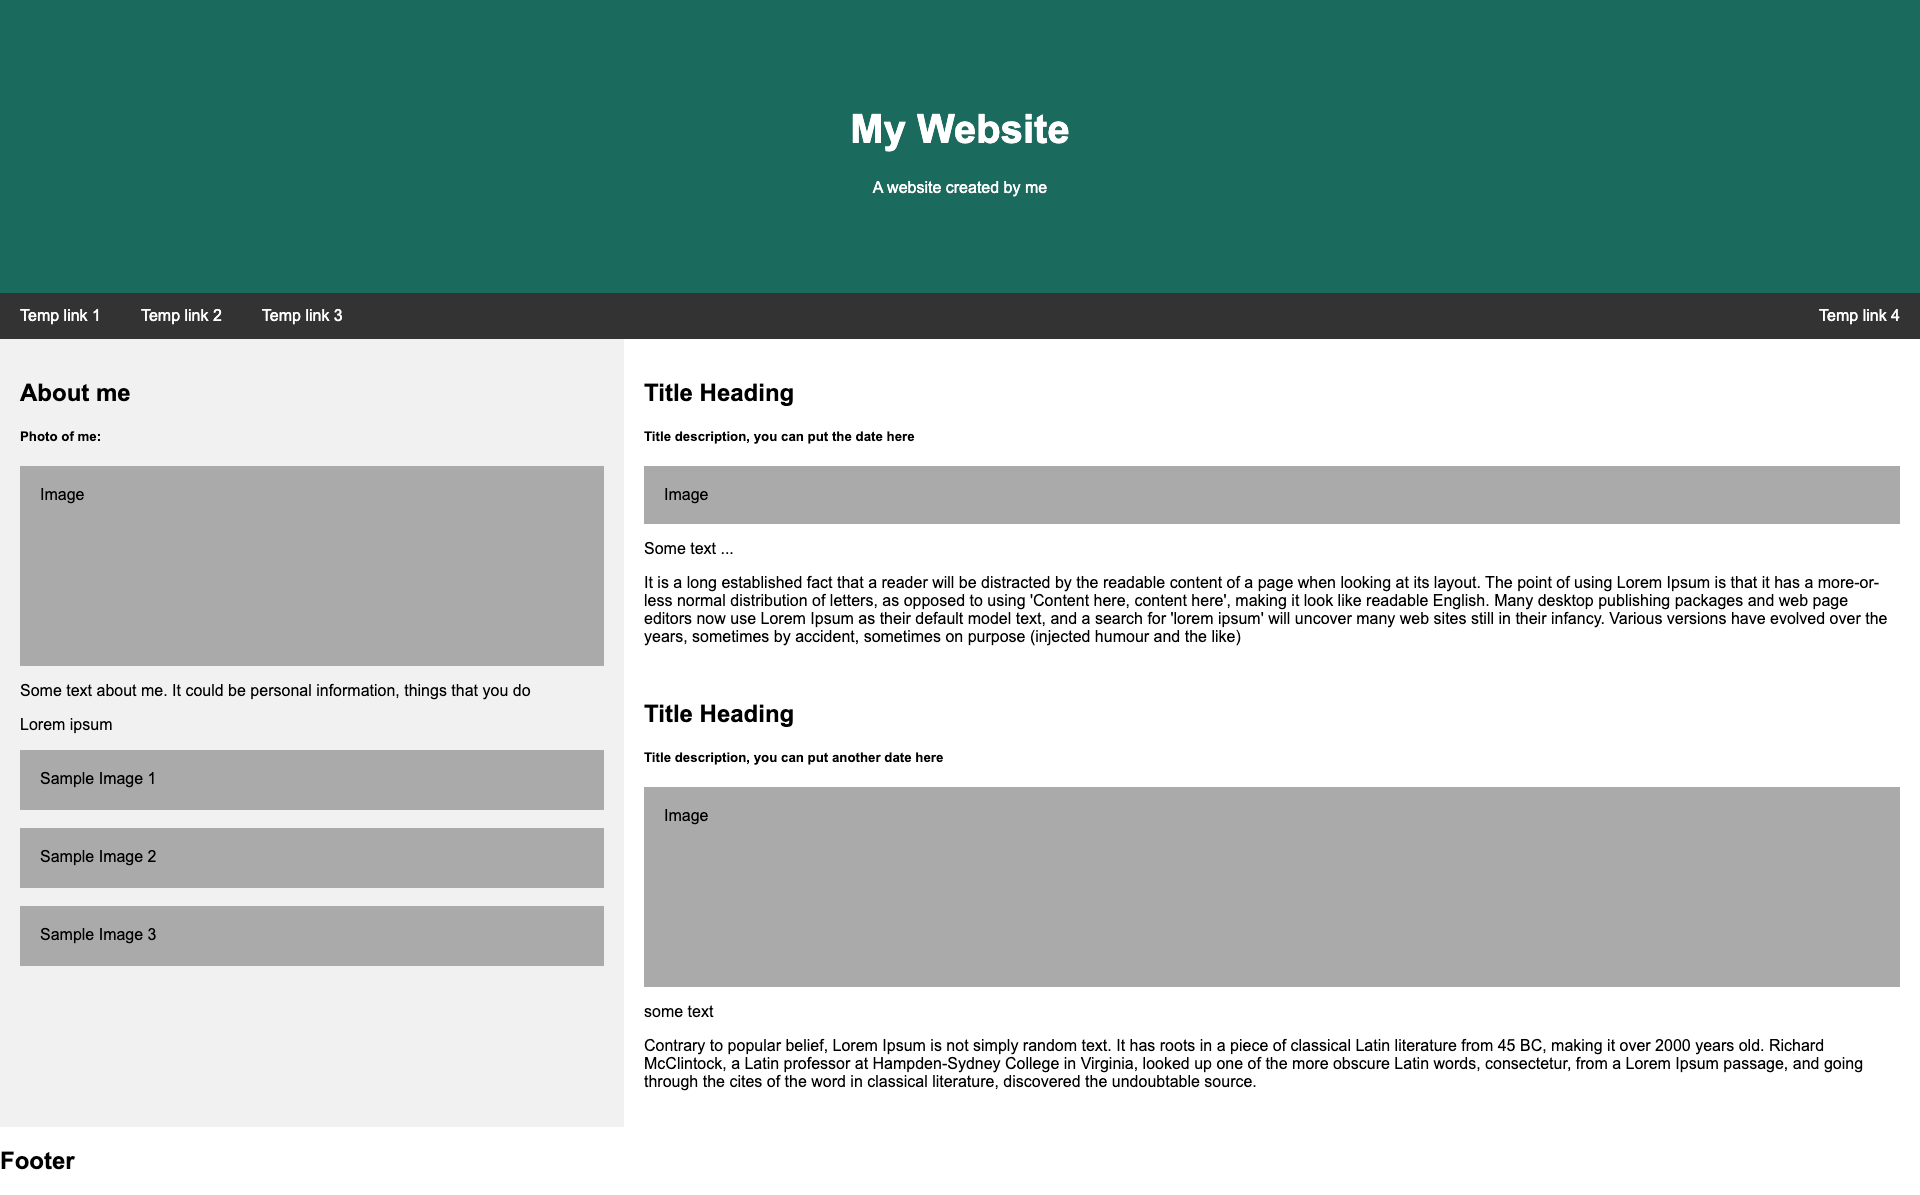 My Website
A website created by me
Temp link 1
Temp link 2
Temp link 3
Temp link 4
About me
Photo of me:
Image
Some text about me. It could be personal information, things that you do
Lorem ipsum
Sample Image 1
Sample Image 2
Sample Image 3
Title Heading
Title description, you can put the date here
Image
Some text ...
It is a long established fact that a reader will be distracted by the readable content of a page when looking at its layout. The point of using Lorem Ipsum is that it has a more-or-
less normal distribution of letters, as opposed to using 'Content here, content here', making it look like readable English. Many desktop publishing packages and web page
editors now use Lorem Ipsum as their default model text, and a search for 'lorem ipsum' will uncover many web sites still in their infancy. Various versions have evolved over the
years, sometimes by accident, sometimes on purpose (injected humour and the like)
Title Heading
Title description, you can put another date here
Image
some text
Contrary to popular belief, Lorem Ipsum is not simply random text. It has roots in a piece of classical Latin literature from 45 BC, making it over 2000 years old. Richard
McClintock, a Latin professor at Hampden-Sydney College in Virginia, looked up one of the more obscure Latin words, consectetur, from a Lorem Ipsum passage, and going
through the cites of the word in classical literature, discovered the undoubtable source.
Footer